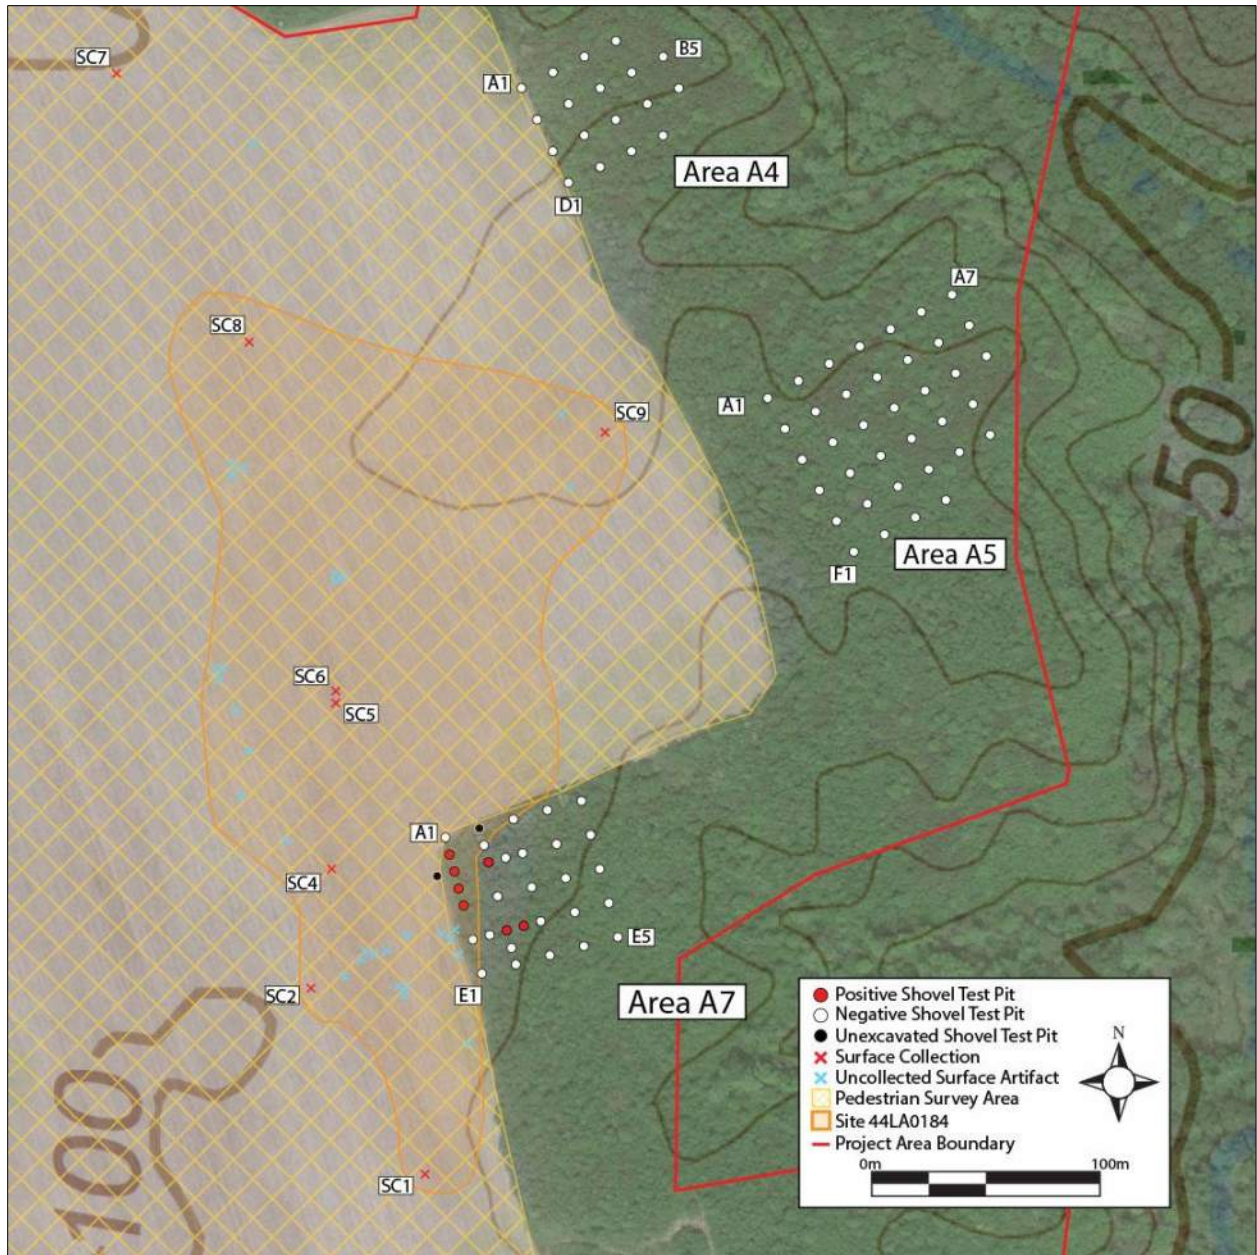 SC7
B5
A1
Area A4
D1
A7
SC8
SC9
A1
50
Area A5
F1
SC6
SC5
A1
SC4
E5
SC2
E1
Area A7
100
SC1
Positive Shovel Test Pit
Negative Shovel Test Pit
Unexcavated Shovel Test Pit
Surface Collection
Uncollected Surface Artifact
Pedestrian Survey Area
Site 44LA0184
Project Area Boundary
N
0m 100m